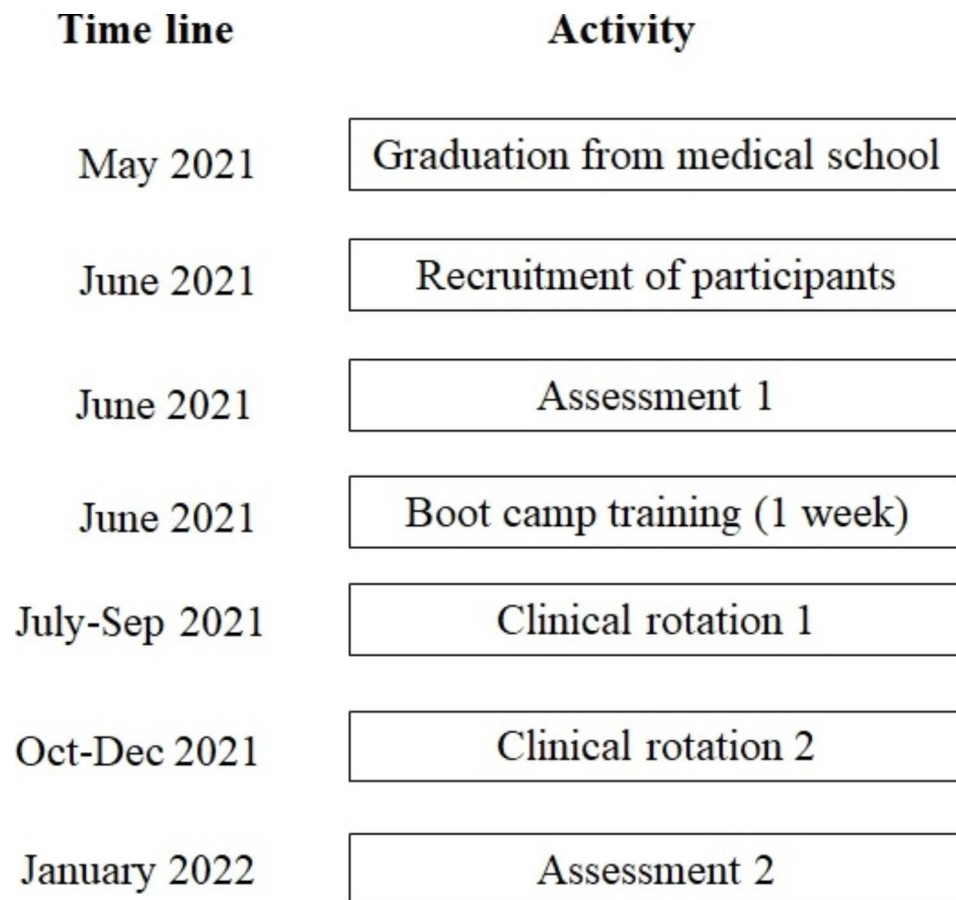 Time line Activity
May 2021 Graduation from medical school
June 2021 Recruitment of participants
June 2021 Assessment 1
June 2021 Boot camp training (1 week)
July-Sep 2021 Clinical rotation 1
Oct-Dec 2021 Clinical rotation 2
January 2022 Assessment 2